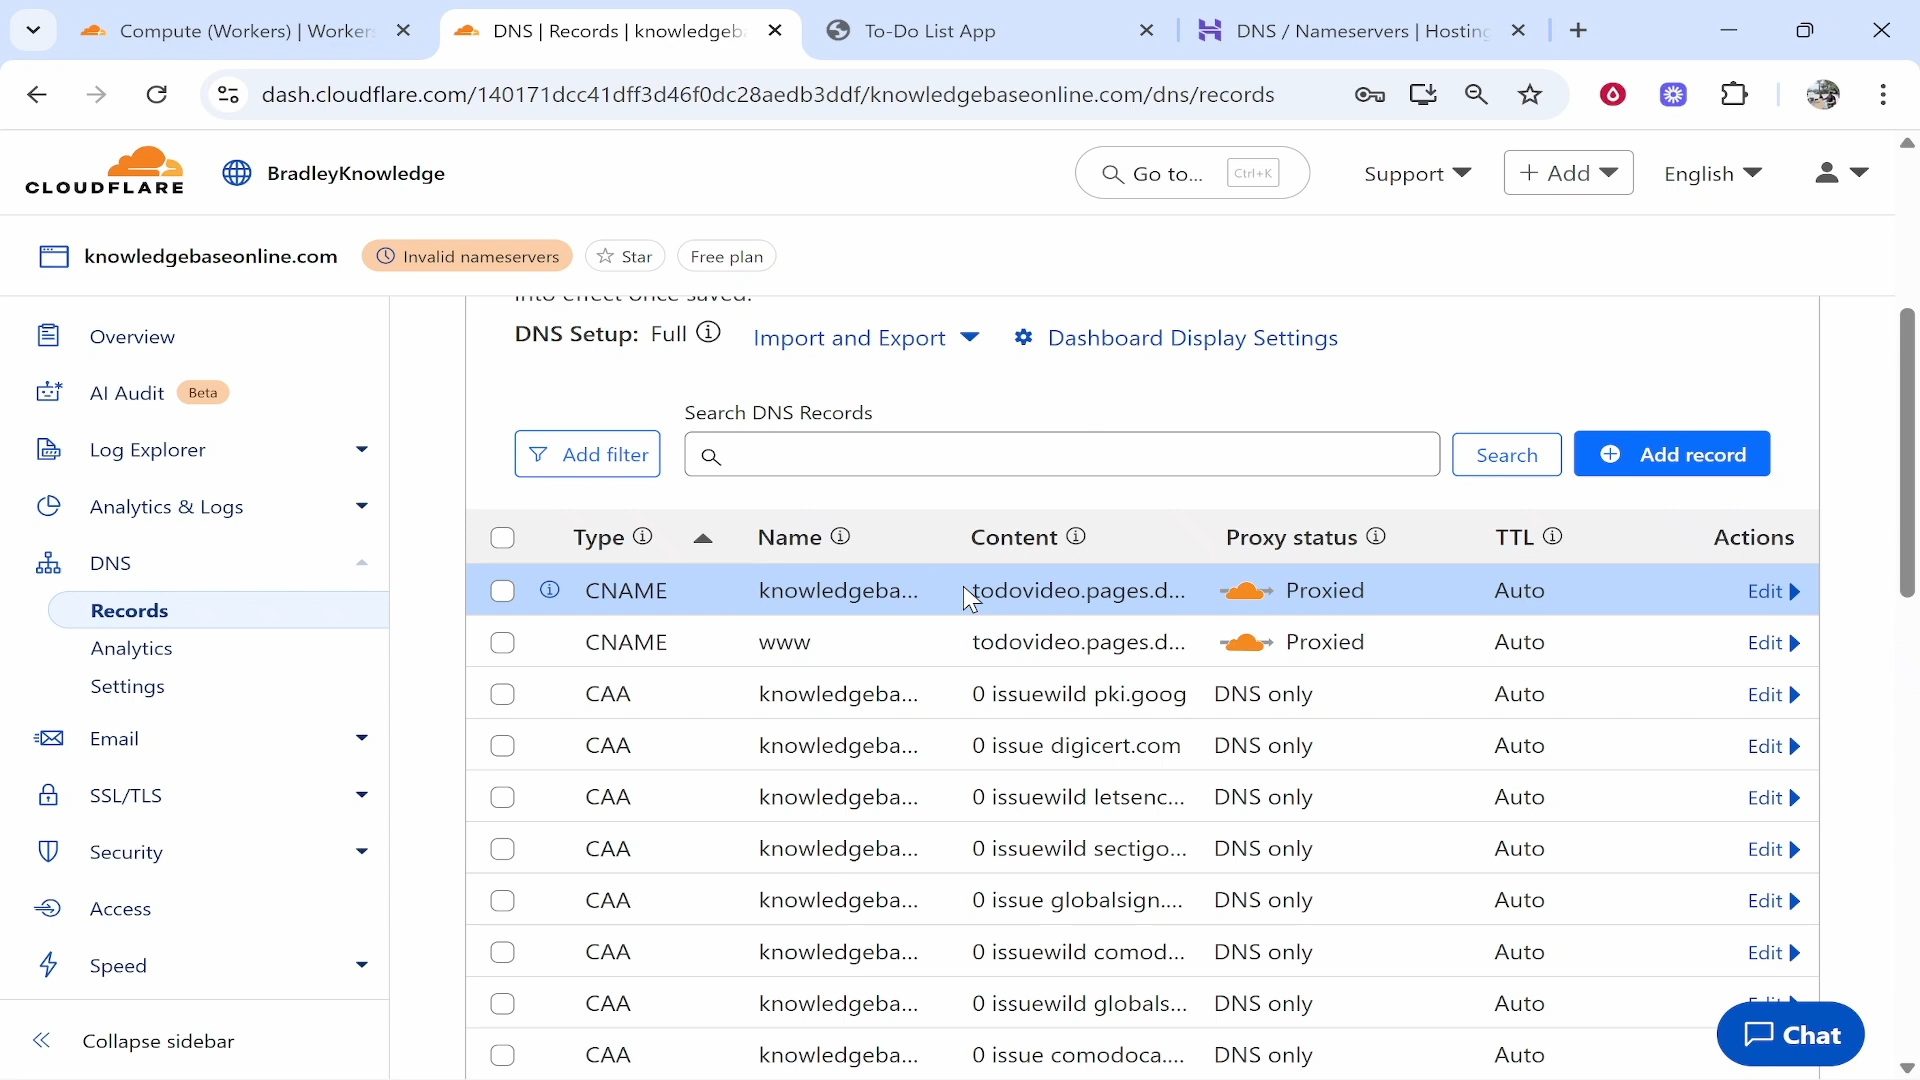 Compute (Workers) | Worker
DNS | Records | knowledgeb
To-Do List App
DNS / Nameservers | Hosting
dash.cloudflare.com/140171dcc41dff3d46f0dc28aedb3ddf/knowledgebaseonline.com/dns/records
CLOUDFLARE
BradleyKnowledge
Go to...
Ctrl+K
Support
+ Add
English
knowledgebaseonline.com
Invalid nameservers
Star
Free plan
into effect once saved.
DNS Setup: Full
Import and Export
Dashboard Display Settings
Overview
AI Audit Beta
Log Explorer
Analytics & Logs
DNS
Records
Analytics
Settings
Email
SSL/TLS
Security
Access
Speed
Collapse sidebar
Search DNS Records
Add filter
Search
Add record
Type Name Content Proxy status TTL Actions
CNAME knowledgeba... todovideo.pages.d... Proxied Auto Edit
CNAME www todovideo.pages.d... Proxied Auto Edit
CAA knowledgeba... 0 issuewild pki.goog DNS only Auto Edit
CAA knowledgeba... 0 issue digicert.com DNS only Auto Edit
CAA knowledgeba... 0 issuewild letsenc... DNS only Auto Edit
CAA knowledgeba... 0 issuewild sectigo... DNS only Auto Edit
CAA knowledgeba... 0 issue globalsign.... DNS only Auto Edit
CAA knowledgeba... 0 issuewild comod... DNS only Auto Edit
CAA knowledgeba... 0 issuewild globals... DNS only Auto Edit
CAA knowledgeba... 0 issue comodoca.... DNS only Auto
Chat